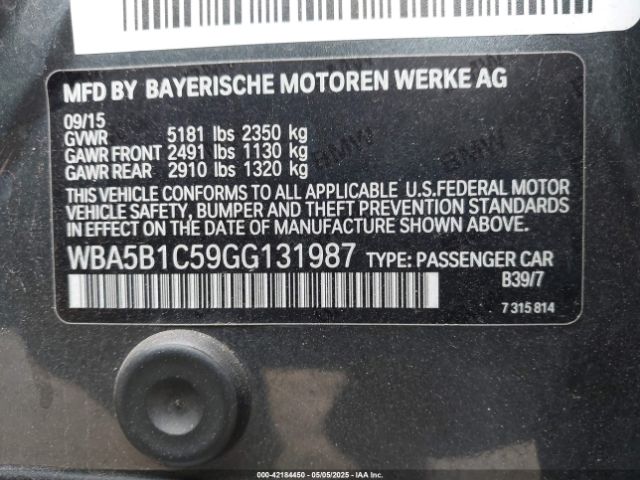 MFD BY BAYERISCHE MOTOREN WERKE AG
09/15
GVWR 5181 lbs 2350 kg
GAWR FRONT 2491 lbs 1130 kg
GAWR REAR 2910 lbs 1320 kg
THIS VEHICLE CONFORMS TO ALL APPLICABLE U.S.FEDERAL MOTOR
VEHICLE SAFETY, BUMPER AND THEFT PREVENTION STANDARDS
IN EFFECT ON THE DATE OF MANUFACTURE SHOWN ABOVE.
WBA5B1C59GG131987 TYPE: PASSENGER CAR
B39/7
7 315 814
000-42184450 - 05/05/2025 - IAAI.COM